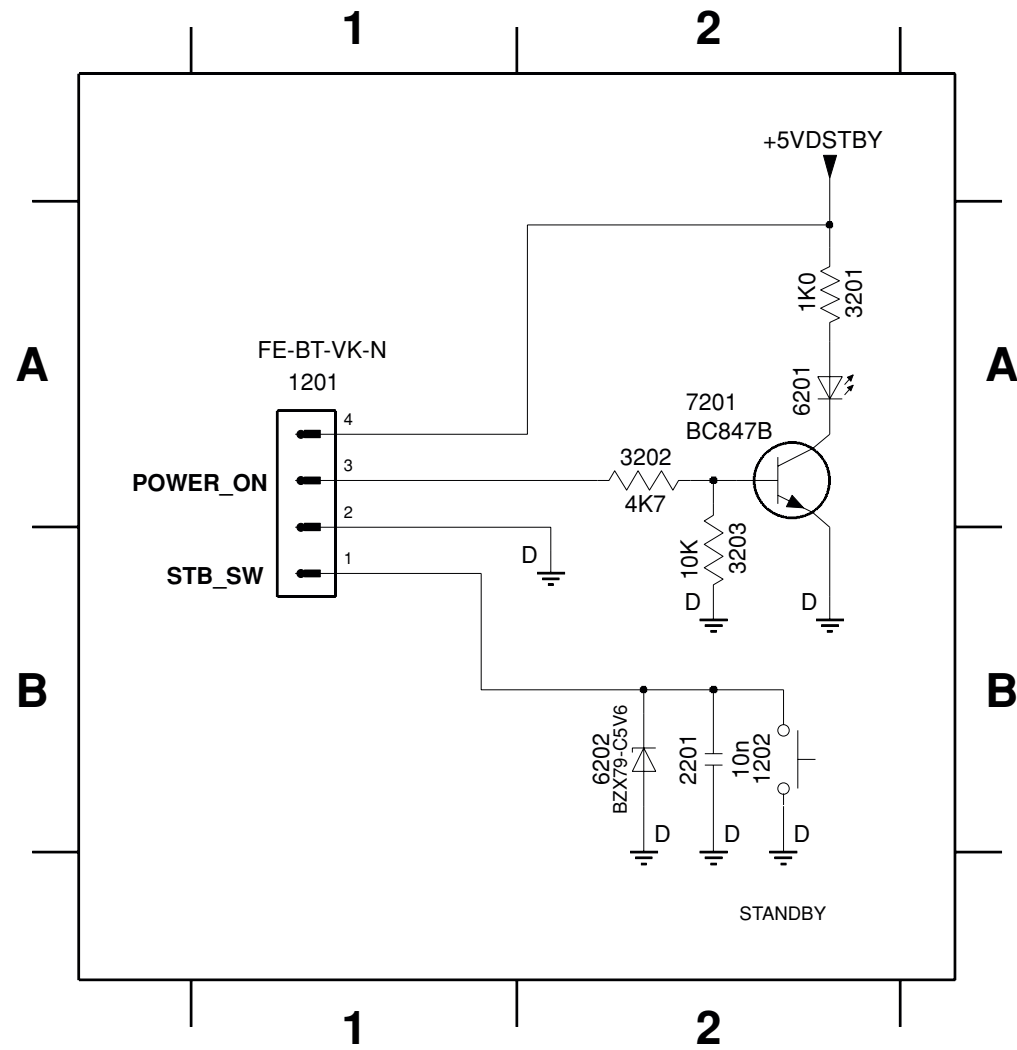 1 2
+5VDSTBY
1K0
3201
A A
FE-BT-VK-N
1201
6201
7201
BC847B
4
3202
POWER_ON 3
4K7
2
10K
3203
D
STB_SW 1
D D
B B
6202
BZX79-C5V6
2201
10n
1202
D D D
STANDBY
1 2